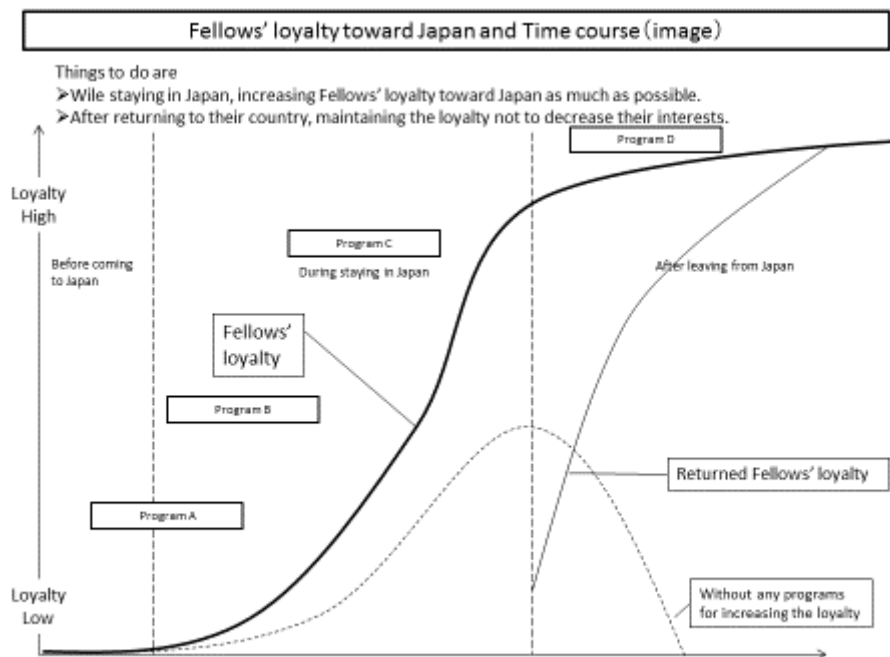 Fellows' loyalty toward Japan and Time course(image)
Things to do are
➢Wile staying in Japan, increasing Fellows' loyalty toward Japan as much as possible.
➢After returning to their country, maintaining the loyalty not to decrease their interests.
Program D
Loyalty
High
Program C
Before coming
to Japan
During staying in Japan
After leaving from Japan
Fellows'
loyalty
Program B
Returned Fellows' loyalty
Program A
Loyalty
Low
Without any programs
for increasing the loyalty